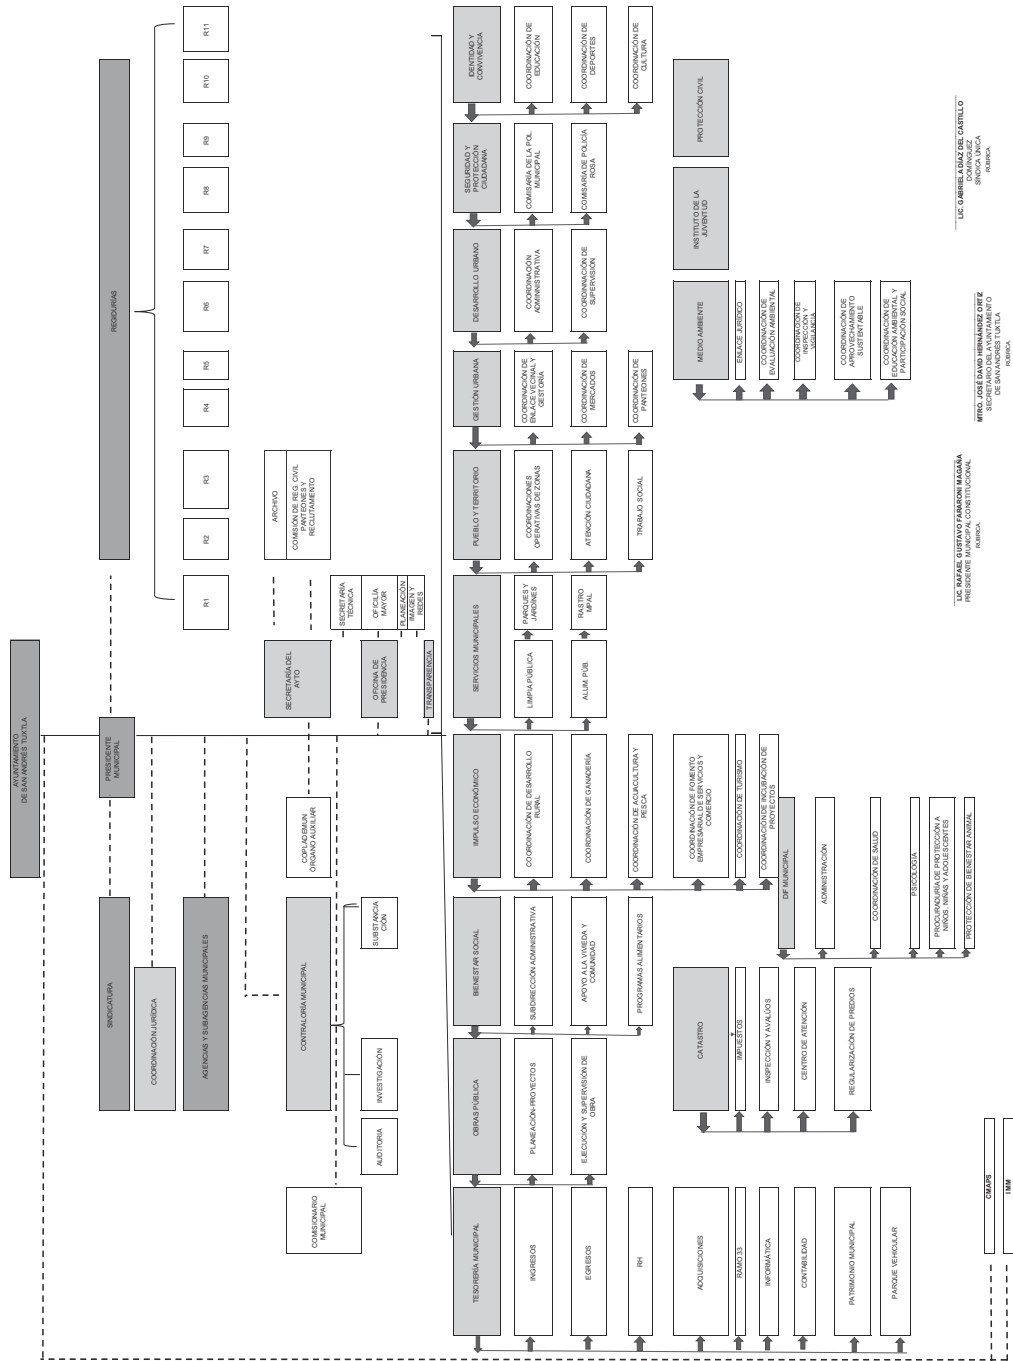 AYUNTAMIENTO
DE SAN ANDRÉS TUXTLA
SINDICATURA
PRESIDENTE
MUNICIPAL
REGIDURÍAS
COORDINACIÓN JURÍDICA
AGENCIAS Y SUBAGENCIAS MUNICIPALES
R1
R2
R3
R4
R5
R6
R7
R8
R9
R10
R11
SECRETARÍA DEL
AYTO
ARCHIVO
COMISIÓN DE REG. CIVIL
PANTEONES Y
RECLUTAMIENTO
COMISIONARIO
MUNICIPAL
CONTRALORÍA MUNICIPAL
COPLADEMUN
ÓRGANO AUXILIAR
AUDITORIA
INVESTIGACIÓN
SUBSTANCIA
CIÓN
OFICINA DE
PRESIDENCIA
SECRETARÍA
TÉCNICA
OFICILÍA
MAYOR
PLANEACIÓN
IMAGEN Y
REDES
TRANSPARENCIA
TESORERÍA MUNICIPAL
INGRESOS
EGRESOS
RH
ADQUISICIONES
RAMO 33
INFORMÁTICA
CONTABILIDAD
PATRIMONIO MUNICIPAL
PARQUE VEHICULAR
OBRAS PÚBLICA
PLANEACIÓN-PROYECTOS
EJECUCIÓN Y SUPERVISIÓN DE
OBRA
BIENESTAR SOCIAL
SUBDIRECCIÓN ADMINISTRATIVA
APOYO A LA VIVIEDA Y
COMUNIDAD
PROGRAMAS ALIMENTARIOS
IMPULSO ECONÓMICO
COORDINACIÓN DE DESARROLLO
RURAL
COORDINACIÓN DE GANADERÍA
COORDINACIÓN DE ACUACULTURA Y
PESCA
COORDINACIÓN DE FOMENTO
EMPRESARIAL DE SERVICIOS Y
COMERCIO
COORDINACIÓN DE TURISMO
COORDINACIÓN DE INCUBACIÓN DE
PROYECTOS
SERVICIOS MUNICIPALES
LIMPIA PÚBLICA
PARQUES Y
JARDINES
ALUM. PÚB.
RASTRO
MPAL
PUEBLO Y TERRITORIO
COORDINACIONES
OPERATIVAS DE ZONAS
ATENCIÓN CIUDADANA
TRABAJO SOCIAL
GESTIÓN URBANA
COORDINACIÓN DE
ENLACE VECINAL Y
GESTORÍA
COORDINACIÓN DE
MERCADOS
COORDINACIÓN DE
PANTEONES
DESARROLLO URBANO
COORDINACIÓN
ADMINNISTRATIVA
COORDINNACIÓN DE
SUPERVISIÓN
SEGURIDAD Y
PROTECCIÓN
CIUDADANA
COMISARÍA DE LA POL.
MUNICIPAL
COMISARÍA DE POLICÍA
ROSA
IDENTIDAD Y
CONVIVENCIA
COORDINACIÓN DE
EDUCACIÓN
COORDINACIÓN DE
DEPORTES
COORDINACIÓN DE
CULTURA
CATASTRO
IMPUESTOS
INSPECCIÓN Y AVALÚOS
CENTRO DE ATENCIÓN
REGULARIZACIÓN DE PREDIOS
DIF MUNICIPAL
ADMINISTRACIÓN
COORDINACIÓN DE SALUD
PSICOLOGÍA
PROCURADURÍA DE PROTECCIÓN A
NIÑOS, NIÑAS Y ADOLESCENTES
PROTECCIÓN DE BIENESTAR ANIMAL
MEDIO AMBIENTE
ENLACE JURÍDICO
COORDINACIÓN DE
EVALUACIÓN AMBIENTAL
COORDINACIÓN DE
INSPECCIÓN Y
VIGILANCIA
COORDINACIÓN DE
APROVECHAMIENTO
SUSTENTABLE
COORDINACIÓN DE
EDUCACIÓN AMBIENTAL Y
PARTICIPACIÓN SOCIAL
INSTITUTO DE LA
JUVENTUD
PROTECCIÓN CIVIL
CMAPS
IMM
LIC. RAFAEL GUSTAVO FARARONI MAGAÑA
PRESIDENTE MUNICIPAL CONSTITUCIONAL
RÚBRICA.
MTRO. JOSÉ DAVID HERNÁNDEZ ORTIZ
SECRETARIO DEL AYUNTAMIENTO
DE SAN ANDRÉS TUXTLA
RÚBRICA.
LIC. GABRIELA DÍAZ DEL CASTILLO
DOMÍNGUEZ
SÍNDICA ÚNICA
RÚBRICA.